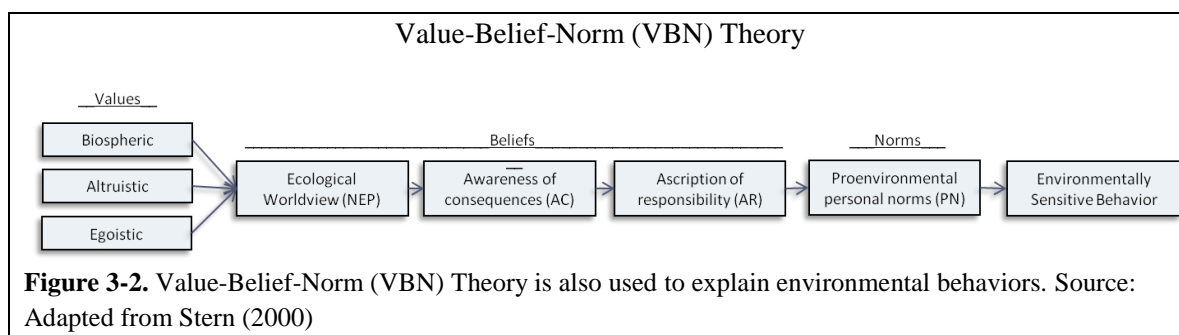 Value-Belief-Norm (VBN) Theory
Values
Biospheric
Altruistic
Egoistic
Beliefs
Ecological
Worldview (NEP)
Awareness of
consequences (AC)
Ascription of
responsibility (AR)
Norms
Proenvironmental
personal norms (PN)
Environmentally
Sensitive Behavior
Figure 3-2. Value-Belief-Norm (VBN) Theory is also used to explain environmental behaviors. Source:
Adapted from Stern (2000)